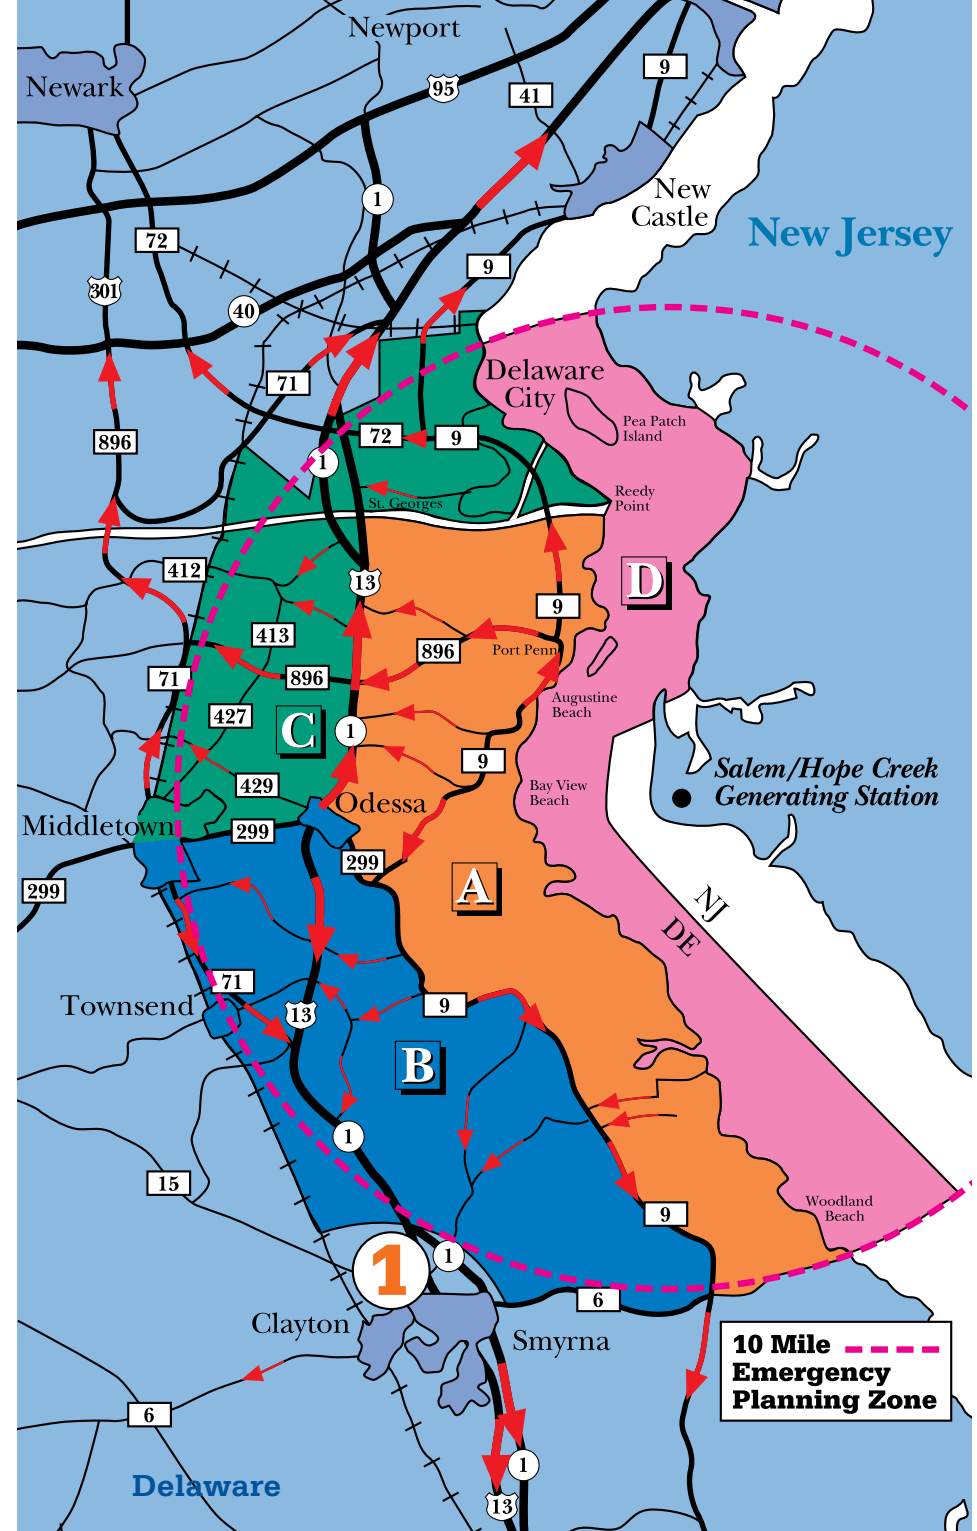 Newport
Newark
95
41
9
New
Castle
1
New Jersey
72
9
301
40
Delaware
City
71
Pea Patch
Island
72
9
896
1
Reedy
Point
St. Georges
412
13
D
9
413
896
Port Penn
71
896
Augustine
Beach
427
C
1
9
Salem/Hope Creek
Generating Station
429
Bay View
Beach
Odessa
Middletown
299
299
299
A
NJ
DE
71
Townsend
13
9
B
1
15
Woodland
Beach
9
1
1
6
Clayton
Smyrna
10 Mile
Emergency
Planning Zone
6
1
Delaware
13